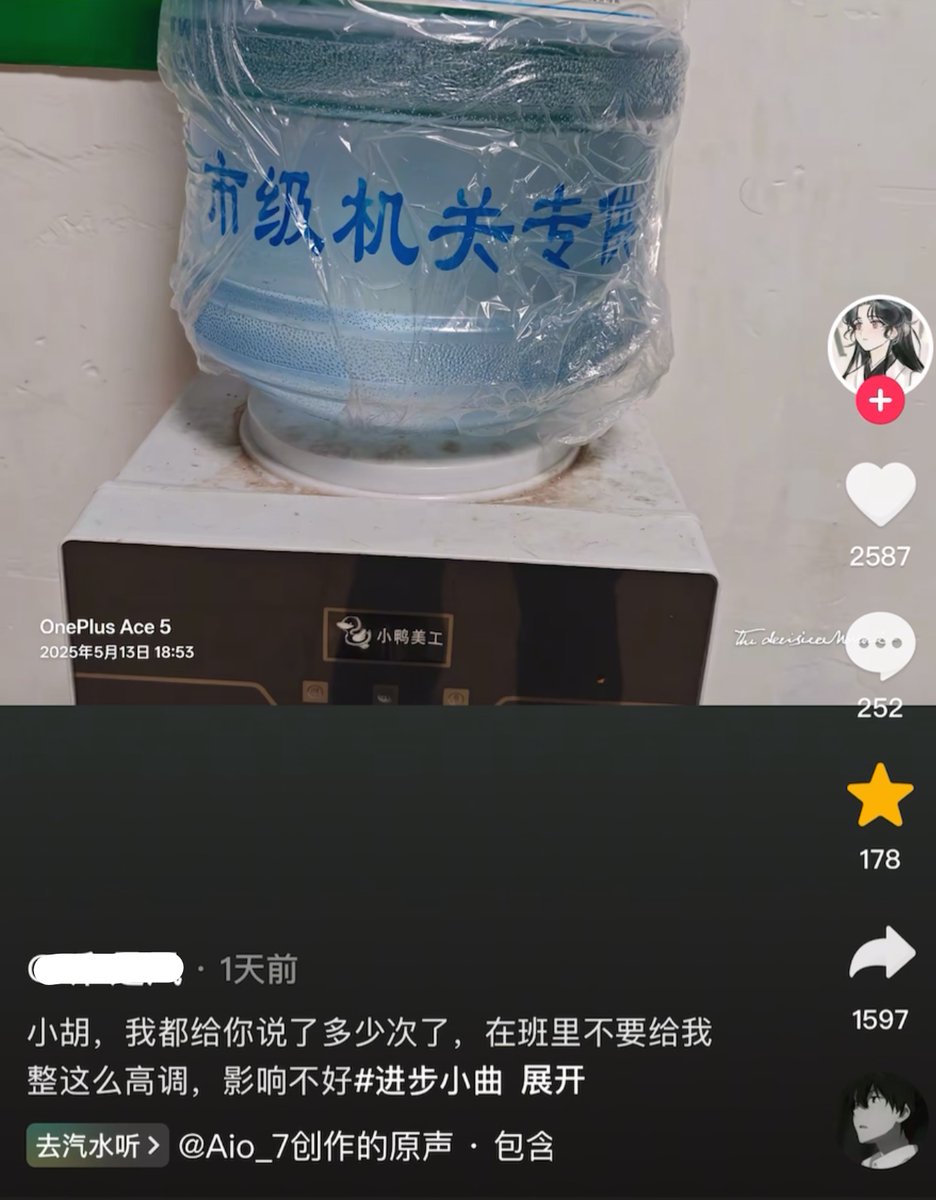 市级机关专供
小鸭美工
OnePlus Ace 5
2025年5月13日 18:53
2587
252
178
1597
· 1天前
小胡，我都给你说了多少次了，在班里不要给我
整这么高调，影响不好#进步小曲 展开
去汽水听 > @Aio_7创作的原声 · 包含